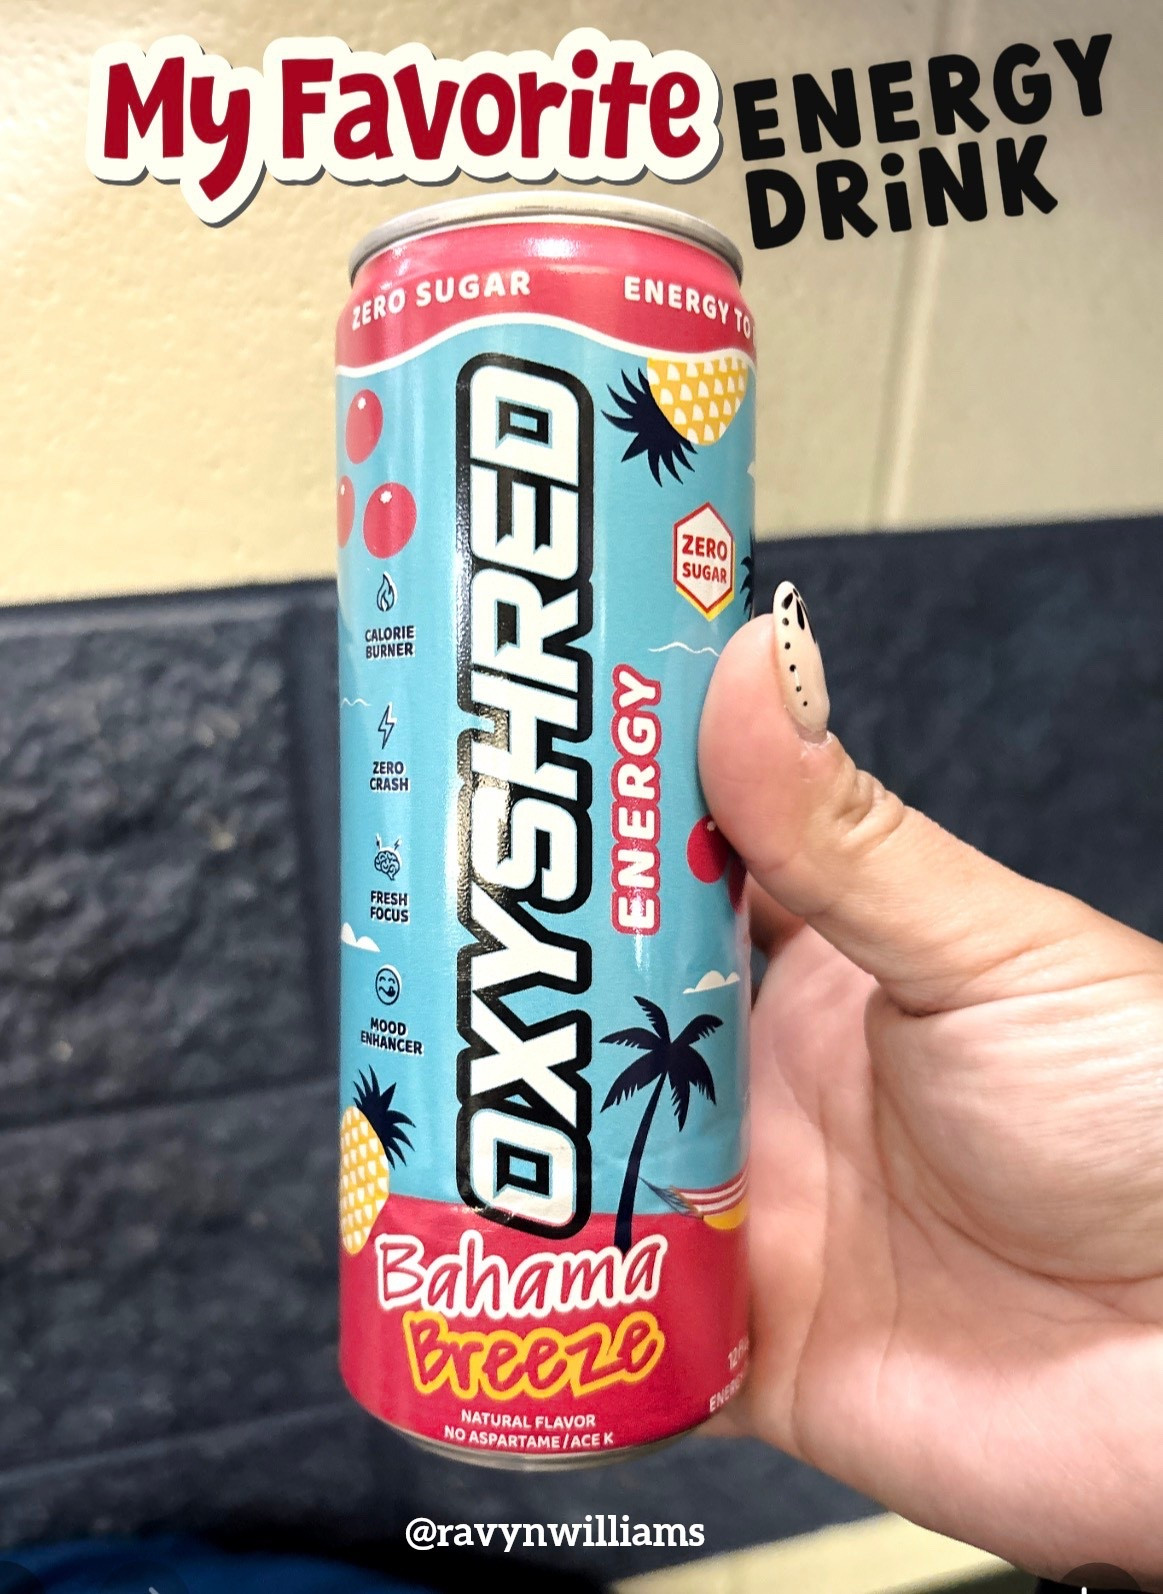 My Favorite ENERGY
DRiNK
ZERO SUGAR
ENERGY TO
OXYSHRED
ENERGY
ZERO
SUGAR
CALORIE
BURNER
ZERO
CRASH
FRESH
FOCUS
MOOD
ENHANCER
Bahama
Breeze
NATURAL FLAVOR
NO ASPARTAME/ACE K
@ravynwilliams